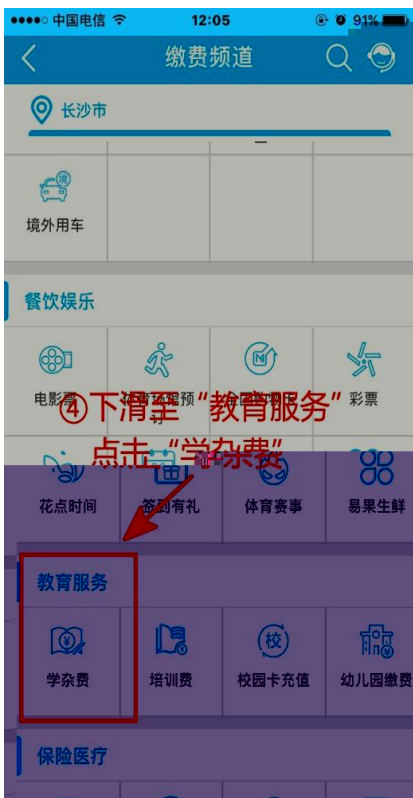 中国电信 12:05 91%
缴费频道
长沙市
境外用车
餐饮娱乐
电影票 彩票
④下滑至“教育服务”
点击“学杂费”
花点时间 签到有礼 体育赛事 易果生鲜
教育服务
学杂费 培训费 校园卡充值 幼儿园缴费
保险医疗